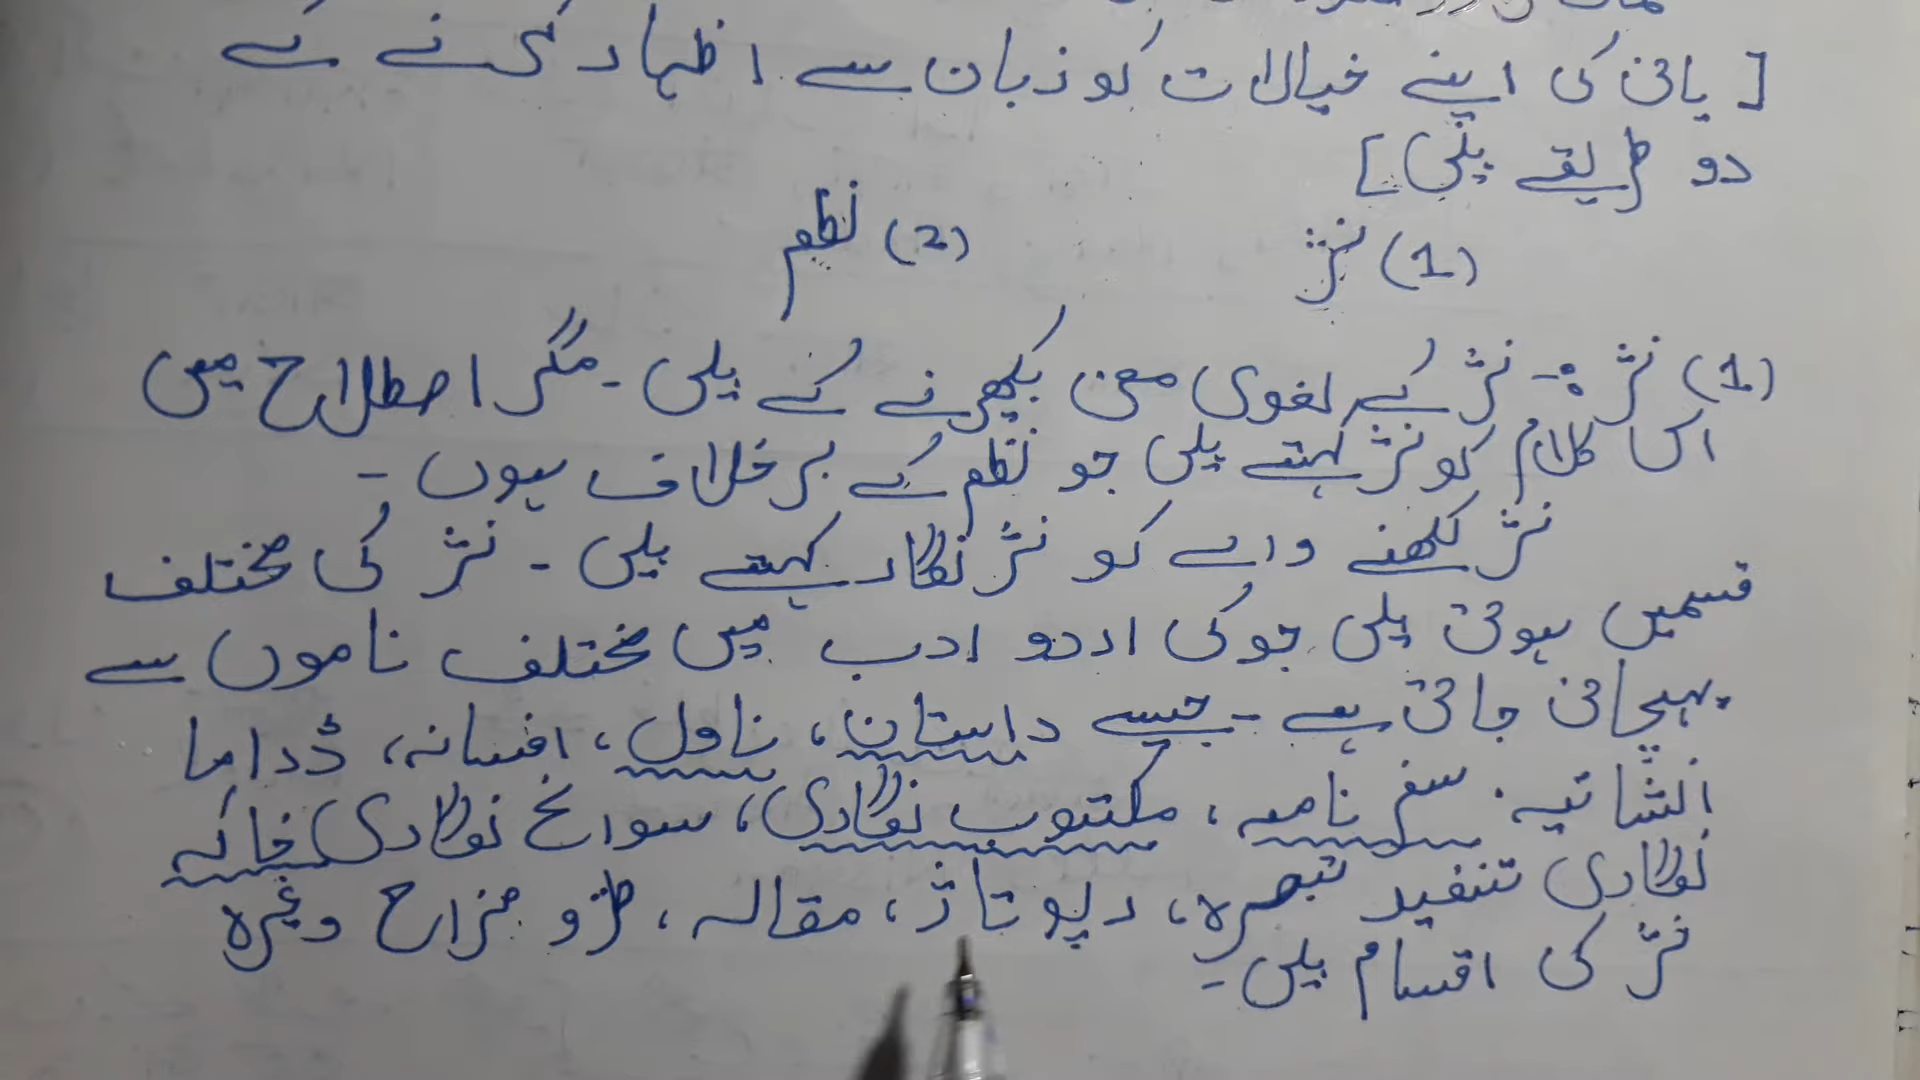 [ یانی کی اپنے خیالات کو زبان سے اظہار کرنے کے
دو طریقے ہیں ]
(1) نثر (2) نظم
(1) نثر :- نثر کے لغوی معنی بکھیرنے کے ہیں - مگر اصطلاح میں
اس کلام کو نثر کہتے ہیں جو نظم کے برخلاف ہوں -
نثر لکھنے والے کو نثر نگار کہتے ہیں - نثر کی مختلف
قسمیں ہوتی ہیں جو کی اردو ادب میں مختلف ناموں سے
پہچانی جاتی ہے - جیسے داستان، ناول، افسانہ، ڈراما
انشائیہ، سفر نامہ، مکتوب نگاری، سوانح نگاری خاکہ
نگاری تنقید تبصرہ، رپوتاژ، مقالہ، طنز و مزاح وغیرہ
نثر کی اقسام ہیں -